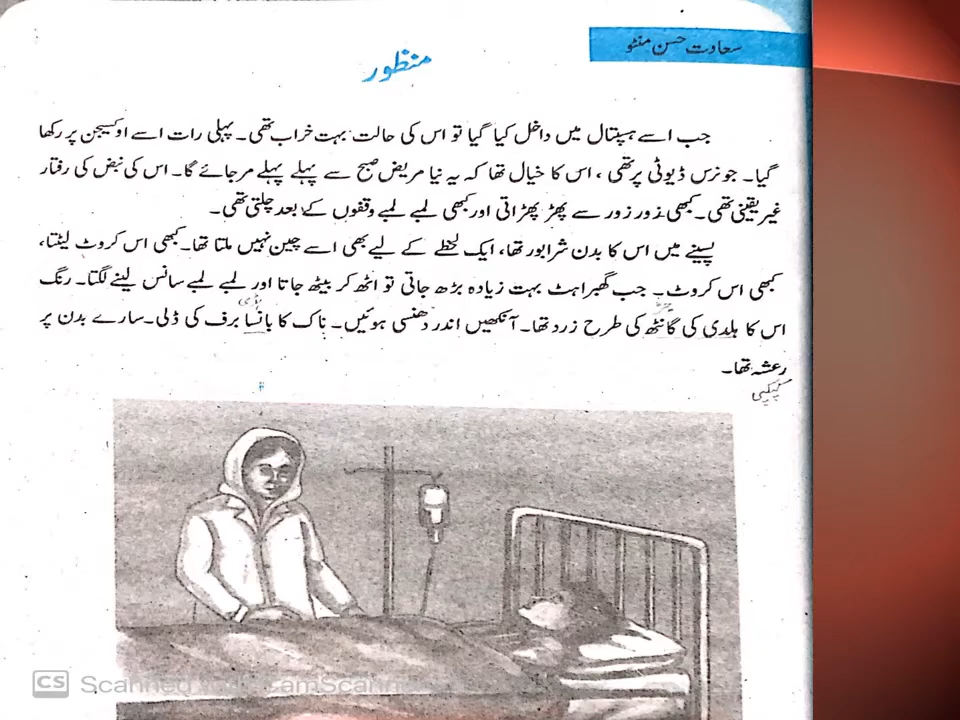 سعادت حسن منٹو
منظور
جب اسے ہسپتال میں داخل کیا گیا تو اس کی حالت بہت خراب تھی۔ پہلی رات اسے اوکسیجن پر رکھا
گیا۔ جو نرس ڈیوٹی پر تھی ، اس کا خیال تھا کہ یہ نیا مریض صبح سے پہلے پہلے مر جائے گا۔ اس کی نبض کی رفتار
غیر یقینی تھی۔ کبھی زور زور سے پھڑ پھڑاتی اور کبھی لمبے لمبے وقفوں کے بعد چلتی تھی۔
پسینے میں اس کا بدن شرابور تھا، ایک لحظے کے لیے بھی اسے چین نہیں ملتا تھا۔ کبھی اس کروٹ لیٹتا،
کبھی اس کروٹ۔ جب گھبراہٹ بہت زیادہ بڑھ جاتی تو اٹھ کر بیٹھ جاتا اور لمبے لمبے سانس لینے لگتا۔ رنگ
اس کا ہلدی کی گانٹھ کی طرح زرد تھا۔ آنکھیں اندر دھنسی ہوئیں۔ ناک کا بانسا برف کی ڈلی۔ سارے بدن پر
رعشہ تھا۔
کپکپی
CS Scanned